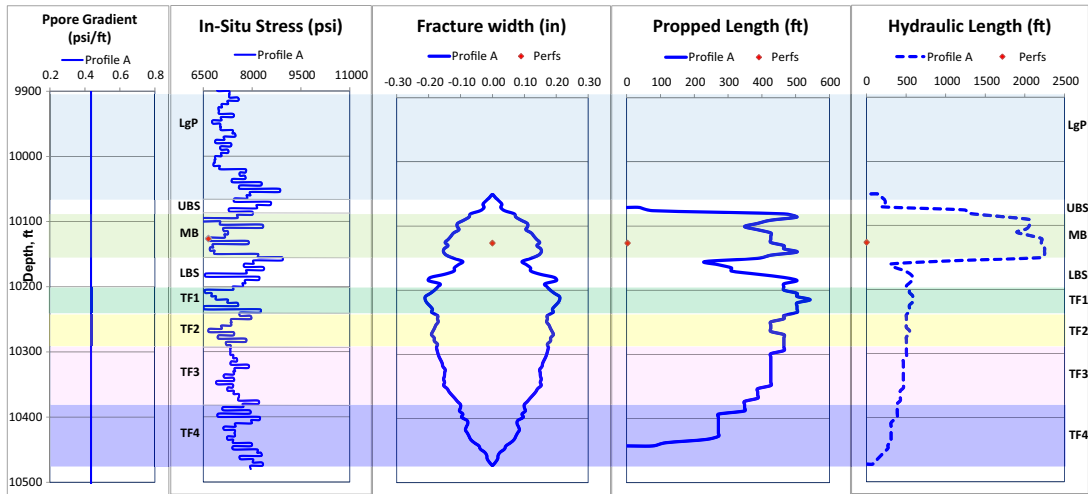 Ppore Gradient
(psi/ft)
Profile A
0.2 0.4 0.6 0.8
In-Situ Stress (psi)
Profile A
6500 8000 9500 11000
Fracture width (in)
Profile A Perfs
-0.30 -0.20 -0.10 0.00 0.10 0.20 0.30
Propped Length (ft)
Profile A Perfs
0 100 200 300 400 500 600
Hydraulic Length (ft)
Profile A Perfs
0 500 1000 1500 2000 2500
Depth, ft
9900
10000
10100
10200
10300
10400
10500
LgP
UBS
MB
LBS
TF1
TF2
TF3
TF4
LgP
UBS
MB
LBS
TF1
TF2
TF3
TF4